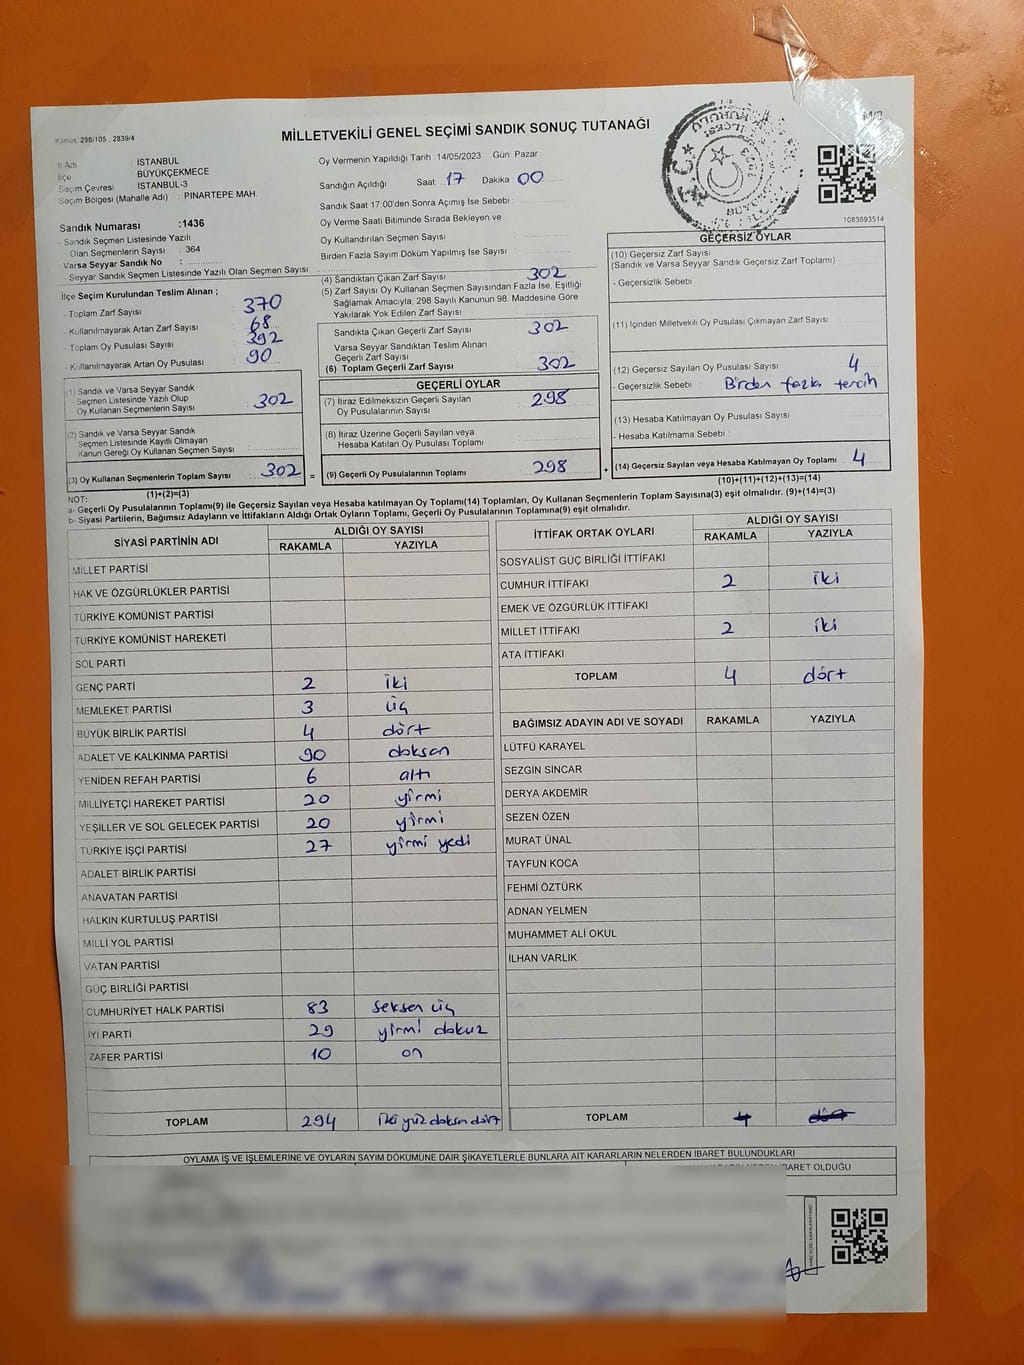 Kanun: 298/105 , 2839/4
MİLLETVEKİLİ GENEL SEÇİMİ SANDIK SONUÇ TUTANAĞI
İl Adı : İSTANBUL
İlçe : BÜYÜKÇEKMECE
Seçim Çevresi : İSTANBUL-3
Seçim Bölgesi (Mahalle Adı) : PINARTEPE MAH.
Sandık Numarası :1436
- Sandık Seçmen Listesinde Yazılı
Olan Seçmenlerin Sayısı : 364
Varsa Seyyar Sandık No :
- Seyyar Sandık Seçmen Listesinde Yazılı Olan Seçmen Sayısı
İlçe Seçim Kurulundan Teslim Alınan ;
- Toplam Zarf Sayısı : 370
- Kullanılmayarak Artan Zarf Sayısı : 68
- Toplam Oy Pusulası Sayısı : 392
- Kullanılmayarak Artan Oy Pusulası : 90
(1) Sandık ve Varsa Seyyar Sandık
Seçmen Listesinde Yazılı Olup
Oy Kullanan Seçmenlerin Sayısı : 302
(2) Sandık ve Varsa Seyyar Sandık
Seçmen Listesinde Kayıtlı Olmayan
Kanun Gereği Oy Kullanan Seçmen Sayısı :
(3) Oy Kullanan Seçmenlerin Toplam Sayısı : 302
(1)+(2)=(3)
Oy Vermenin Yapıldığı Tarih : 14/05/2023 Gün Pazar
Sandığın Açıldığı Saat 17 Dakika 00
Sandık Saat 17:00'den Sonra Açılmış İse Sebebi :
Oy Verme Saati Bitiminde Sırada Bekleyen ve
Oy Kullandırılan Seçmen Sayısı :
Birden Fazla Sayım Döküm Yapılmış İse Sayısı :
(4) Sandıktan Çıkan Zarf Sayısı : 302
(5) Zarf Sayısı Oy Kullanan Seçmen Sayısından Fazla İse, Eşitliği
Sağlamak Amacıyla, 298 Sayılı Kanunun 98. Maddesine Göre
Yakılarak Yok Edilen Zarf Sayısı :
Sandıkta Çıkan Geçerli Zarf Sayısı : 302
Varsa Seyyar Sandıktan Teslim Alınan
Geçerli Zarf Sayısı :
(6) Toplam Geçerli Zarf Sayısı : 302
GEÇERLİ OYLAR
(7) İtiraz Edilmeksizin Geçerli Sayılan
Oy Pusulalarının Sayısı : 298
(8) İtiraz Üzerine Geçerli Sayılan veya
Hesaba Katılan Oy Pusulası Toplamı :
= (9) Geçerli Oy Pusulalarının Toplamı : 298 +
1083893514
GEÇERSİZ OYLAR
(10) Geçersiz Zarf Sayısı :
(Sandık ve Varsa Seyyar Sandık Geçersiz Zarf Toplamı)
- Geçersizlik Sebebi :
(11) İçinden Milletvekili Oy Pusulası Çıkmayan Zarf Sayısı :
(12) Geçersiz Sayılan Oy Pusulası Sayısı : 4
- Geçersizlik Sebebi : Birden fazla tercih
(13) Hesaba Katılmayan Oy Pusulası Sayısı :
- Hesaba Katılmama Sebebi :
(14) Geçersiz Sayılan veya Hesaba Katılmayan Oy Toplamı : 4
(10)+(11)+(12)+(13)=(14)
NOT:
a- Geçerli Oy Pusulalarının Toplamı(9) ile Geçersiz Sayılan veya Hesaba katılmayan Oy Toplamı(14) Toplamları, Oy Kullanan Seçmenlerin Toplam Sayısına(3) eşit olmalıdır. (9)+(14)=(3)
b- Siyasi Partilerin, Bağımsız Adayların ve İttifakların Aldığı Ortak Oyların Toplamı, Geçerli Oy Pusulalarının Toplamına(9) eşit olmalıdır.
SİYASİ PARTİNİN ADI ALDIĞI OY SAYISI
RAKAMLA YAZIYLA
MİLLET PARTİSİ
HAK VE ÖZGÜRLÜKLER PARTİSİ
TÜRKİYE KOMÜNİST PARTİSİ
TÜRKİYE KOMÜNİST HAREKETİ
SOL PARTİ
GENÇ PARTİ 2 iki
MEMLEKET PARTİSİ 3 üç
BÜYÜK BİRLİK PARTİSİ 4 dört
ADALET VE KALKINMA PARTİSİ 90 doksan
YENİDEN REFAH PARTİSİ 6 altı
MİLLİYETÇİ HAREKET PARTİSİ 20 yirmi
YEŞİLLER VE SOL GELECEK PARTİSİ 20 yirmi
TÜRKİYE İŞÇİ PARTİSİ 27 yirmi yedi
ADALET BİRLİK PARTİSİ
ANAVATAN PARTİSİ
HALKIN KURTULUŞ PARTİSİ
MİLLİ YOL PARTİSİ
VATAN PARTİSİ
GÜÇ BİRLİĞİ PARTİSİ
CUMHURİYET HALK PARTİSİ 83 seksen üç
İYİ PARTİ 29 yirmi dokuz
ZAFER PARTİSİ 10 on
TOPLAM 294 iki yüz doksan dört
İTTİFAK ORTAK OYLARI ALDIĞI OY SAYISI
RAKAMLA YAZIYLA
SOSYALİST GÜÇ BİRLİĞİ İTTİFAKI
CUMHUR İTTİFAKI 2 iki
EMEK VE ÖZGÜRLÜK İTTİFAKI
MİLLET İTTİFAKI 2 iki
ATA İTTİFAKI
TOPLAM 4 dört
BAĞIMSIZ ADAYIN ADI VE SOYADI RAKAMLA YAZIYLA
LÜTFÜ KARAYEL
SEZGİN SİNCAR
DERYA AKDEMİR
SEZEN ÖZEN
MURAT ÜNAL
TAYFUN KOCA
FEHMİ ÖZTÜRK
ADNAN YELMEN
MUHAMMET ALİ OKUL
İLHAN VARLIK
TOPLAM 4 dört
OYLAMA İŞ VE İŞLEMLERİNE VE OYLARIN SAYIM DÖKÜMÜNE DAİR ŞİKAYETLERLE BUNLARA AİT KARARLARIN NELERDEN İBARET BULUNDUKLARI
OLDUĞU